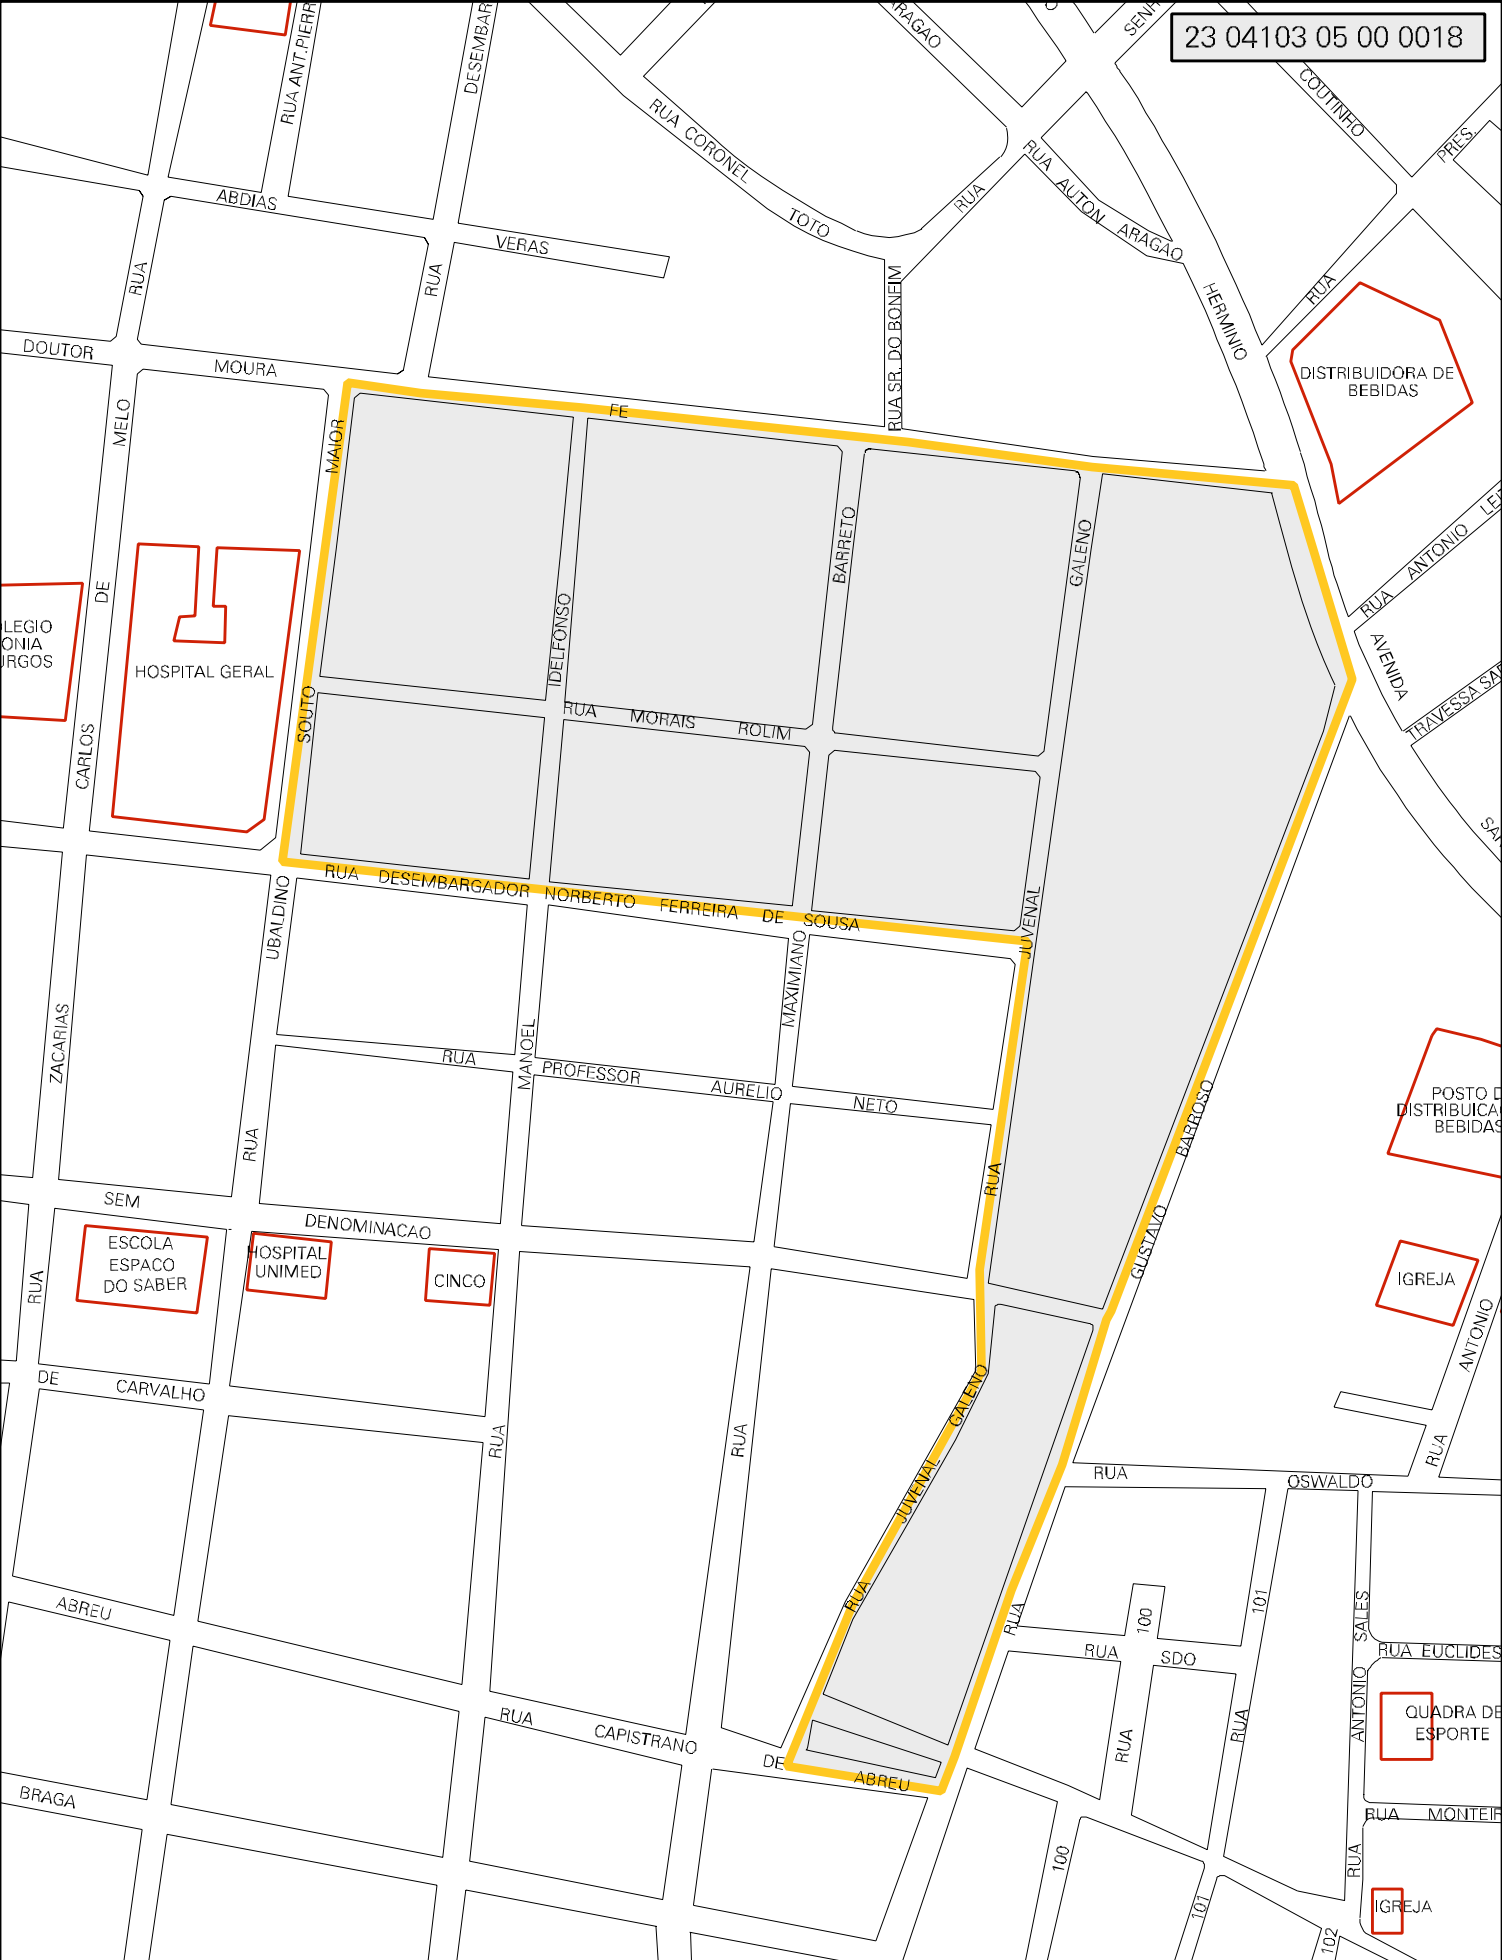 23 04103 05 00 0018
RUA ANT.PIERR
DESEMBAR
ARAGAO
COUTINHO
PRES.
RUA CORONEL TOTO
RUA
RUA AUTON ARAGAO
ABDIAS VERAS
RUA
RUA
RUA SR. DO BONFIM
HERMINIO
RUA
DOUTOR MOURA FE
DISTRIBUIDORA DE
BEBIDAS
MELO
MAIOR
BARRETO
GALENO
RUA ANTONIO LEI
DE
IDELFONSO
AVENIDA
LEGIO
ONIA
URGOS
HOSPITAL GERAL
TRAVESSA SAR
SOUTO
RUA MORAIS ROLIM
CARLOS
SAR
RUA DESEMBARGADOR NORBERTO FERREIRA DE SOUSA
JUVENAL
UBALDINO
MAXIMIANO
ZACARIAS
MANOEL
RUA PROFESSOR AURELIO NETO
POSTO D
DISTRIBUICA
BEBIDAS
BARROSO
RUA
RUA
SEM DENOMINACAO
GUSTAVO
ESCOLA
ESPACO
DO SABER
HOSPITAL
UNIMED
CINCO
IGREJA
RUA
ANTONIO
DE CARVALHO
GALENO
RUA
RUA
RUA
JUVENAL
RUA OSWALDO
RUA
RUA
101
100
SALES
ABREU
RUA SDO
RUA EUCLIDES
ANTONIO
QUADRA DE
ESPORTE
RUA CAPISTRANO DE ABREU
RUA
RUA
BRAGA
RUA MONTEIR
100
RUA
101
IGREJA
102